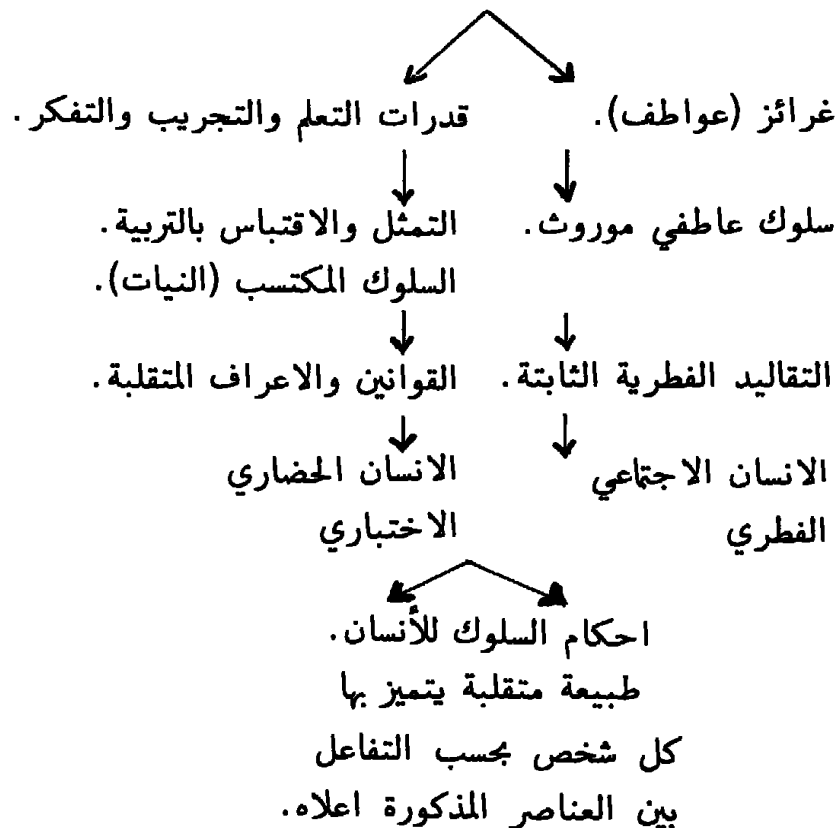 غرائز (عواطف). قدرات التعلم والتجريب والتفكر.
سلوك عاطفي موروث. التمثل والاقتباس بالتربية.
السلوك المكتسب (النيات).
التقاليد الفطرية الثابتة. القوانين والاعراف المتقلبة.
الانسان الاجتماعي الانسان الحضاري
الفطري الاختباري
احكام السلوك للأنسان.
طبيعة متقلبة يتميز بها
كل شخص بحسب التفاعل
بين العناصر المذكورة اعلاه.